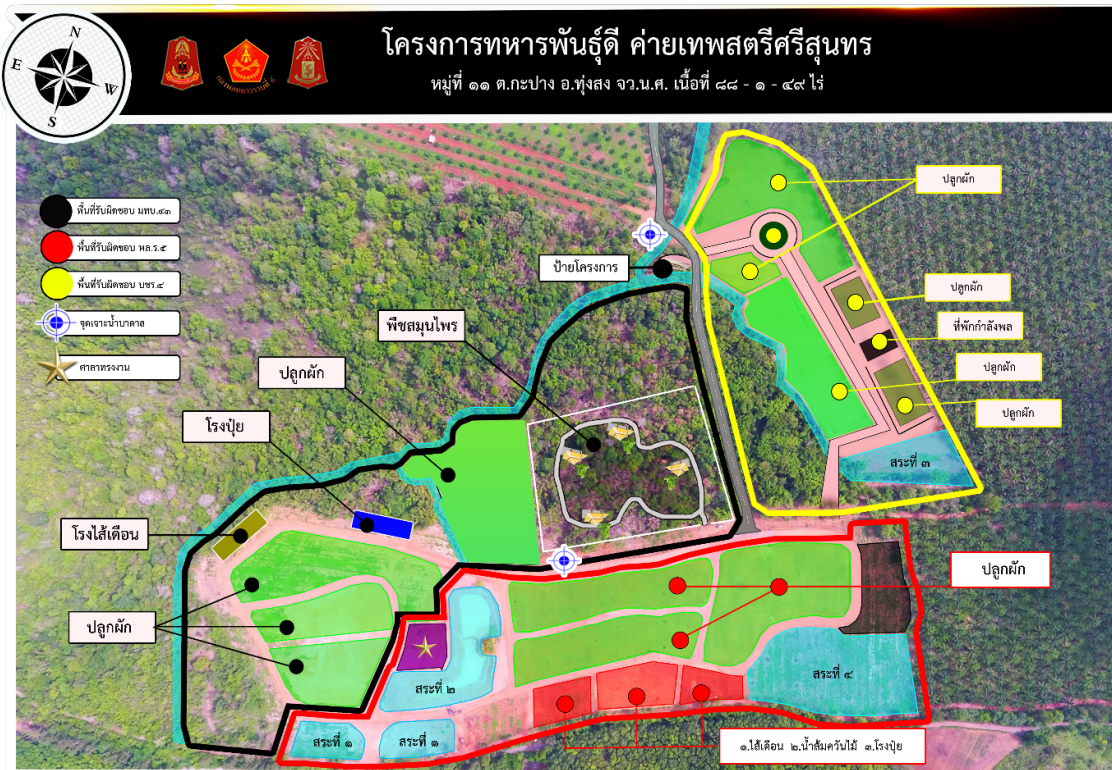 N
E
W
S
โครงการทหารพันธุ์ดี ค่ายเทพสตรีศรีสุนทร
หมู่ที่ ๑๑ ต.กะปาง อ.ทุ่งสง จว.น.ศ. เนื้อที่ ๘๘ - ๑ - ๔๙ ไร่
พื้นที่รับผิดชอบ มทบ.๔๓
พื้นที่รับผิดชอบ พล.ร.๕
พื้นที่รับผิดชอบ บชร.๔
จุดเจาะน้ำบาดาล
ศาลาทรงงาน
ปลูกผัก
ป้ายโครงการ
ปลูกผัก
พืชสมุนไพร
ที่พักกำลังพล
ปลูกผัก
ปลูกผัก
ปลูกผัก
โรงปุ๋ย
สระที่ ๓
โรงไส้เดือน
ปลูกผัก
ปลูกผัก
สระที่ ๔
สระที่ ๒
สระที่ ๑
สระที่ ๑
๑.ไส้เดือน ๒.น้ำส้มควันไม้ ๓.โรงปุ๋ย